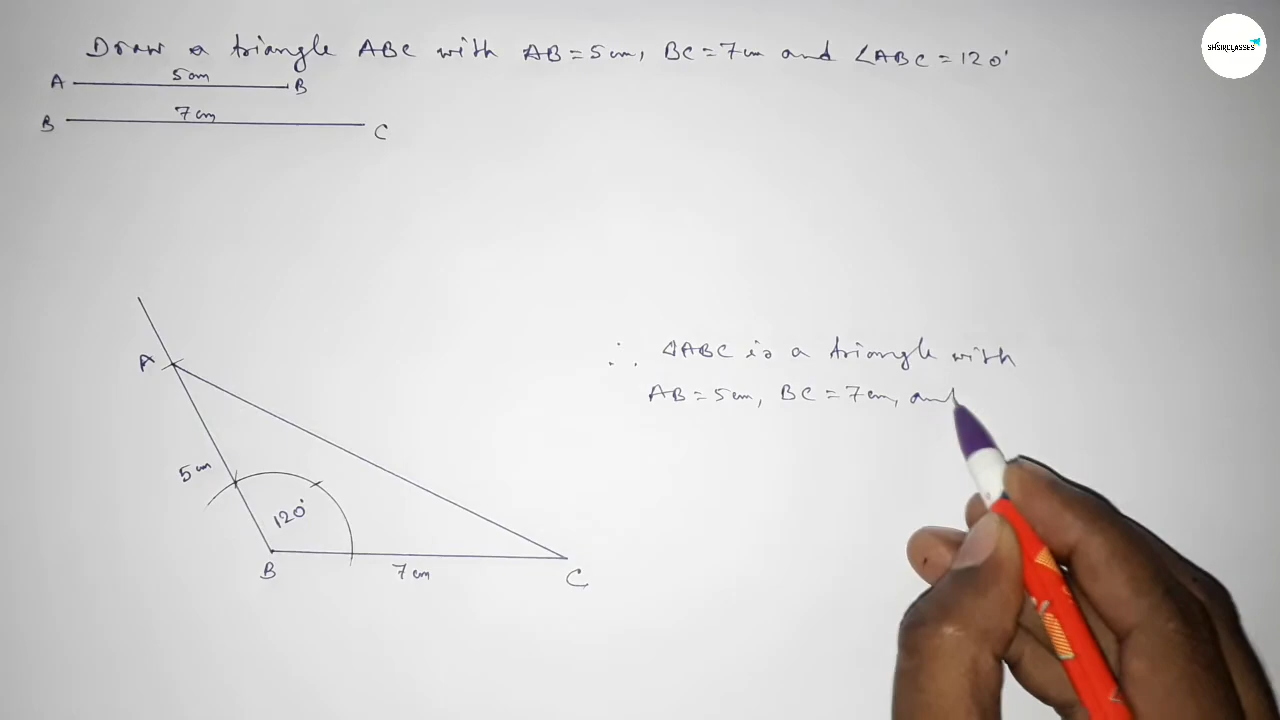 Draw a triangle ABC with AB = 5cm, BC = 7cm and ∠ABC = 120°
SHSIRCLASSES
A 5cm B
B 7cm C
A
∴ △ABC is a triangle with
AB = 5cm, BC = 7cm, and
5cm
120°
B 7cm C